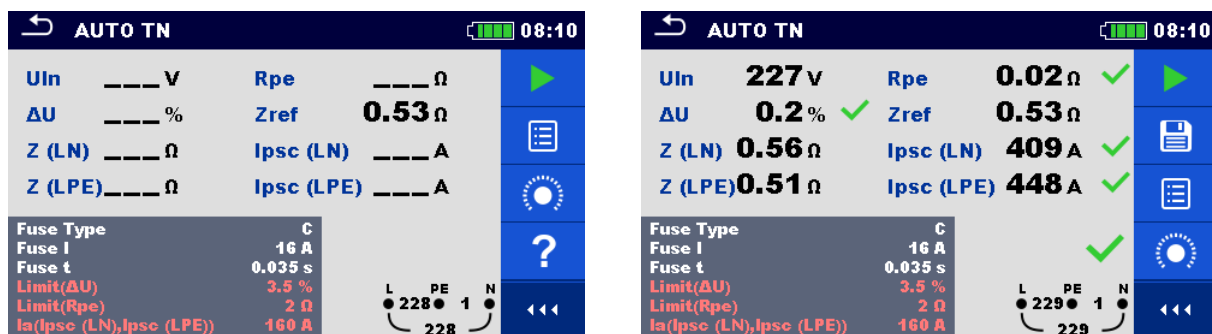 AUTO TN 08:10
Uln ___V Rpe ___Ω
ΔU ___% Zref 0.53Ω
Z (LN) ___Ω Ipsc (LN) ___A
Z (LPE)___Ω Ipsc (LPE) ___A
Fuse Type C
Fuse I 16 A
Fuse t 0.035 s
Limit(ΔU) 3.5 %
Limit(Rpe) 2 Ω
Ia(Ipsc (LN),Ipsc (LPE)) 160 A
?
L PE N
228 1
228
AUTO TN 08:10
Uln 227V Rpe 0.02Ω
ΔU 0.2% Zref 0.53Ω
Z (LN) 0.56Ω Ipsc (LN) 409A
Z (LPE)0.51Ω Ipsc (LPE) 448A
Fuse Type C
Fuse I 16 A
Fuse t 0.035 s
Limit(ΔU) 3.5 %
Limit(Rpe) 2 Ω
Ia(Ipsc (LN),Ipsc (LPE)) 160 A
L PE N
229 1
229